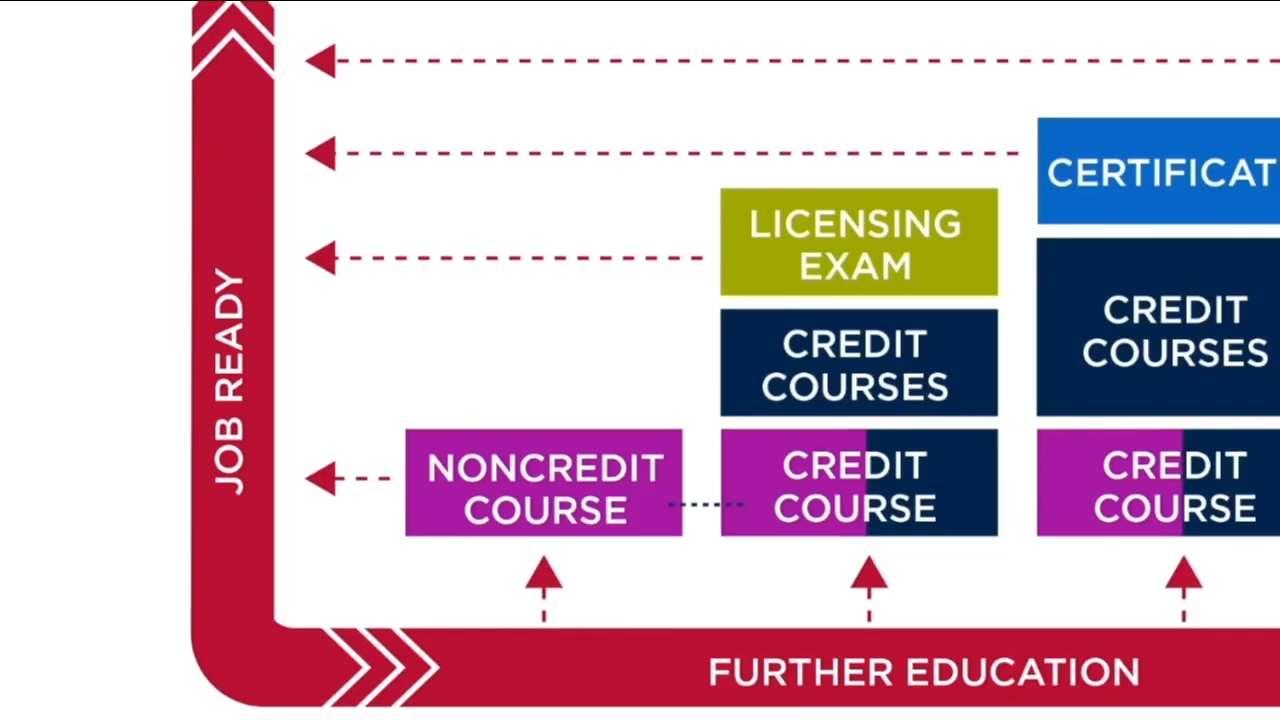 CERTIFICAT
LICENSING
EXAM
CREDIT
COURSES
CREDIT
COURSES
JOB READY
NONCREDIT
COURSE
CREDIT
COURSE
CREDIT
COURSE
FURTHER EDUCATION